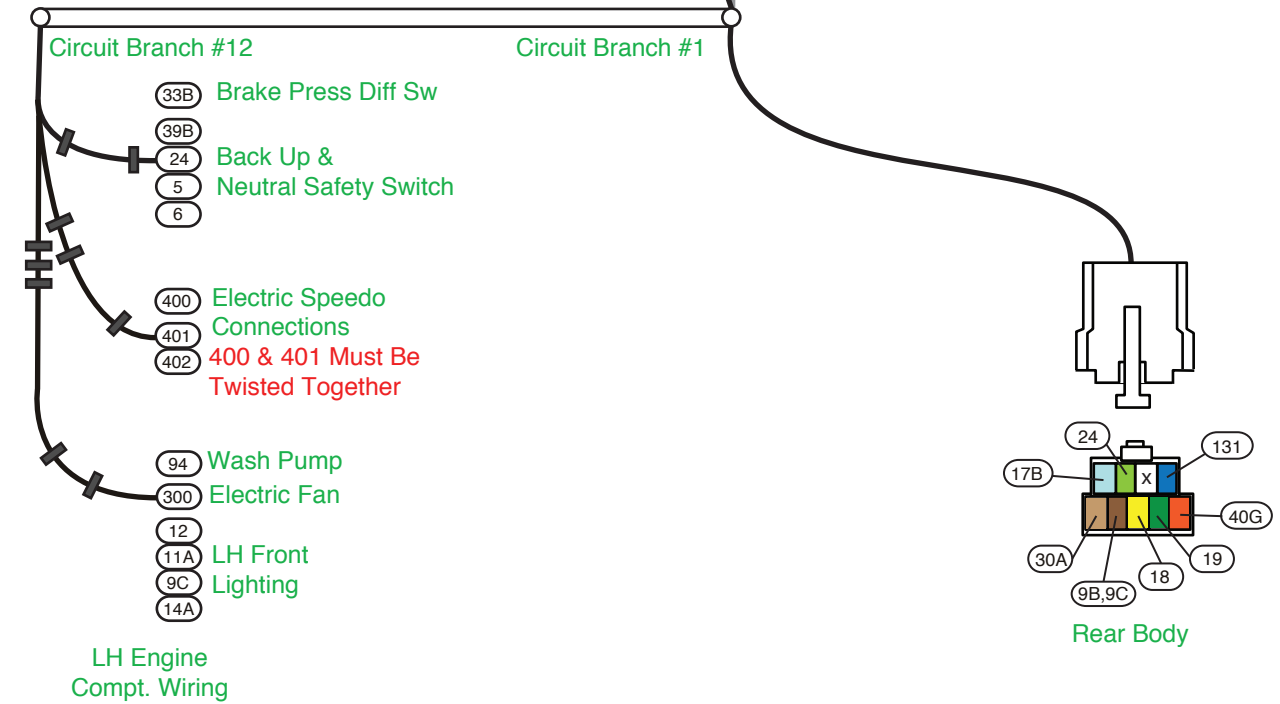 Circuit Branch #12
Circuit Branch #1
33B Brake Press Diff Sw
39B
24 Back Up &
5 Neutral Safety Switch
6
400 Electric Speedo
401 Connections
402 400 & 401 Must Be
Twisted Together
94 Wash Pump
300 Electric Fan
12
11A LH Front
9C Lighting
14A
LH Engine
Compt. Wiring
24
131
17B
X
40G
30A
19
18
9B,9C
Rear Body